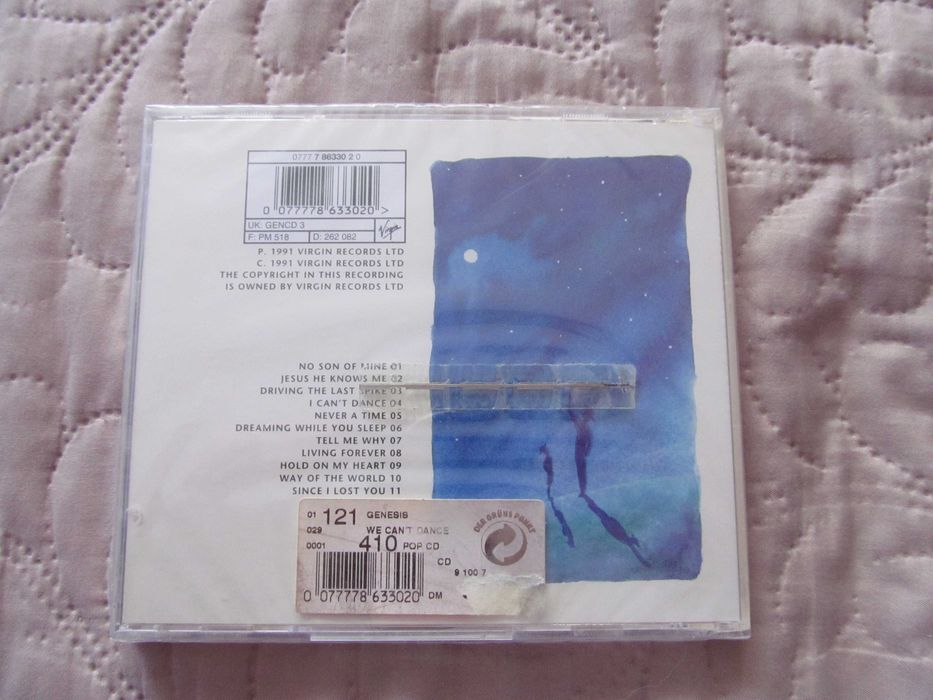 0777 7 86330 2 0
0 077778 633020 >
UK: GENCD 3
F: PM 518 D: 262 082 Virgin
P. 1991 VIRGIN RECORDS LTD
C. 1991 VIRGIN RECORDS LTD
THE COPYRIGHT IN THIS RECORDING
IS OWNED BY VIRGIN RECORDS LTD
NO SON OF MINE 01
JESUS HE KNOWS ME 02
DRIVING THE LAST SPIKE 03
I CAN'T DANCE 04
NEVER A TIME 05
DREAMING WHILE YOU SLEEP 06
TELL ME WHY 07
LIVING FOREVER 08
HOLD ON MY HEART 09
WAY OF THE WORLD 10
SINCE I LOST YOU 11
01 121 GENESIS
029 WE CAN'T DANCE
0001 410 POP CD
CD
9 100 7
0 077778 633020 DM
DER GRÜNE PUNKT